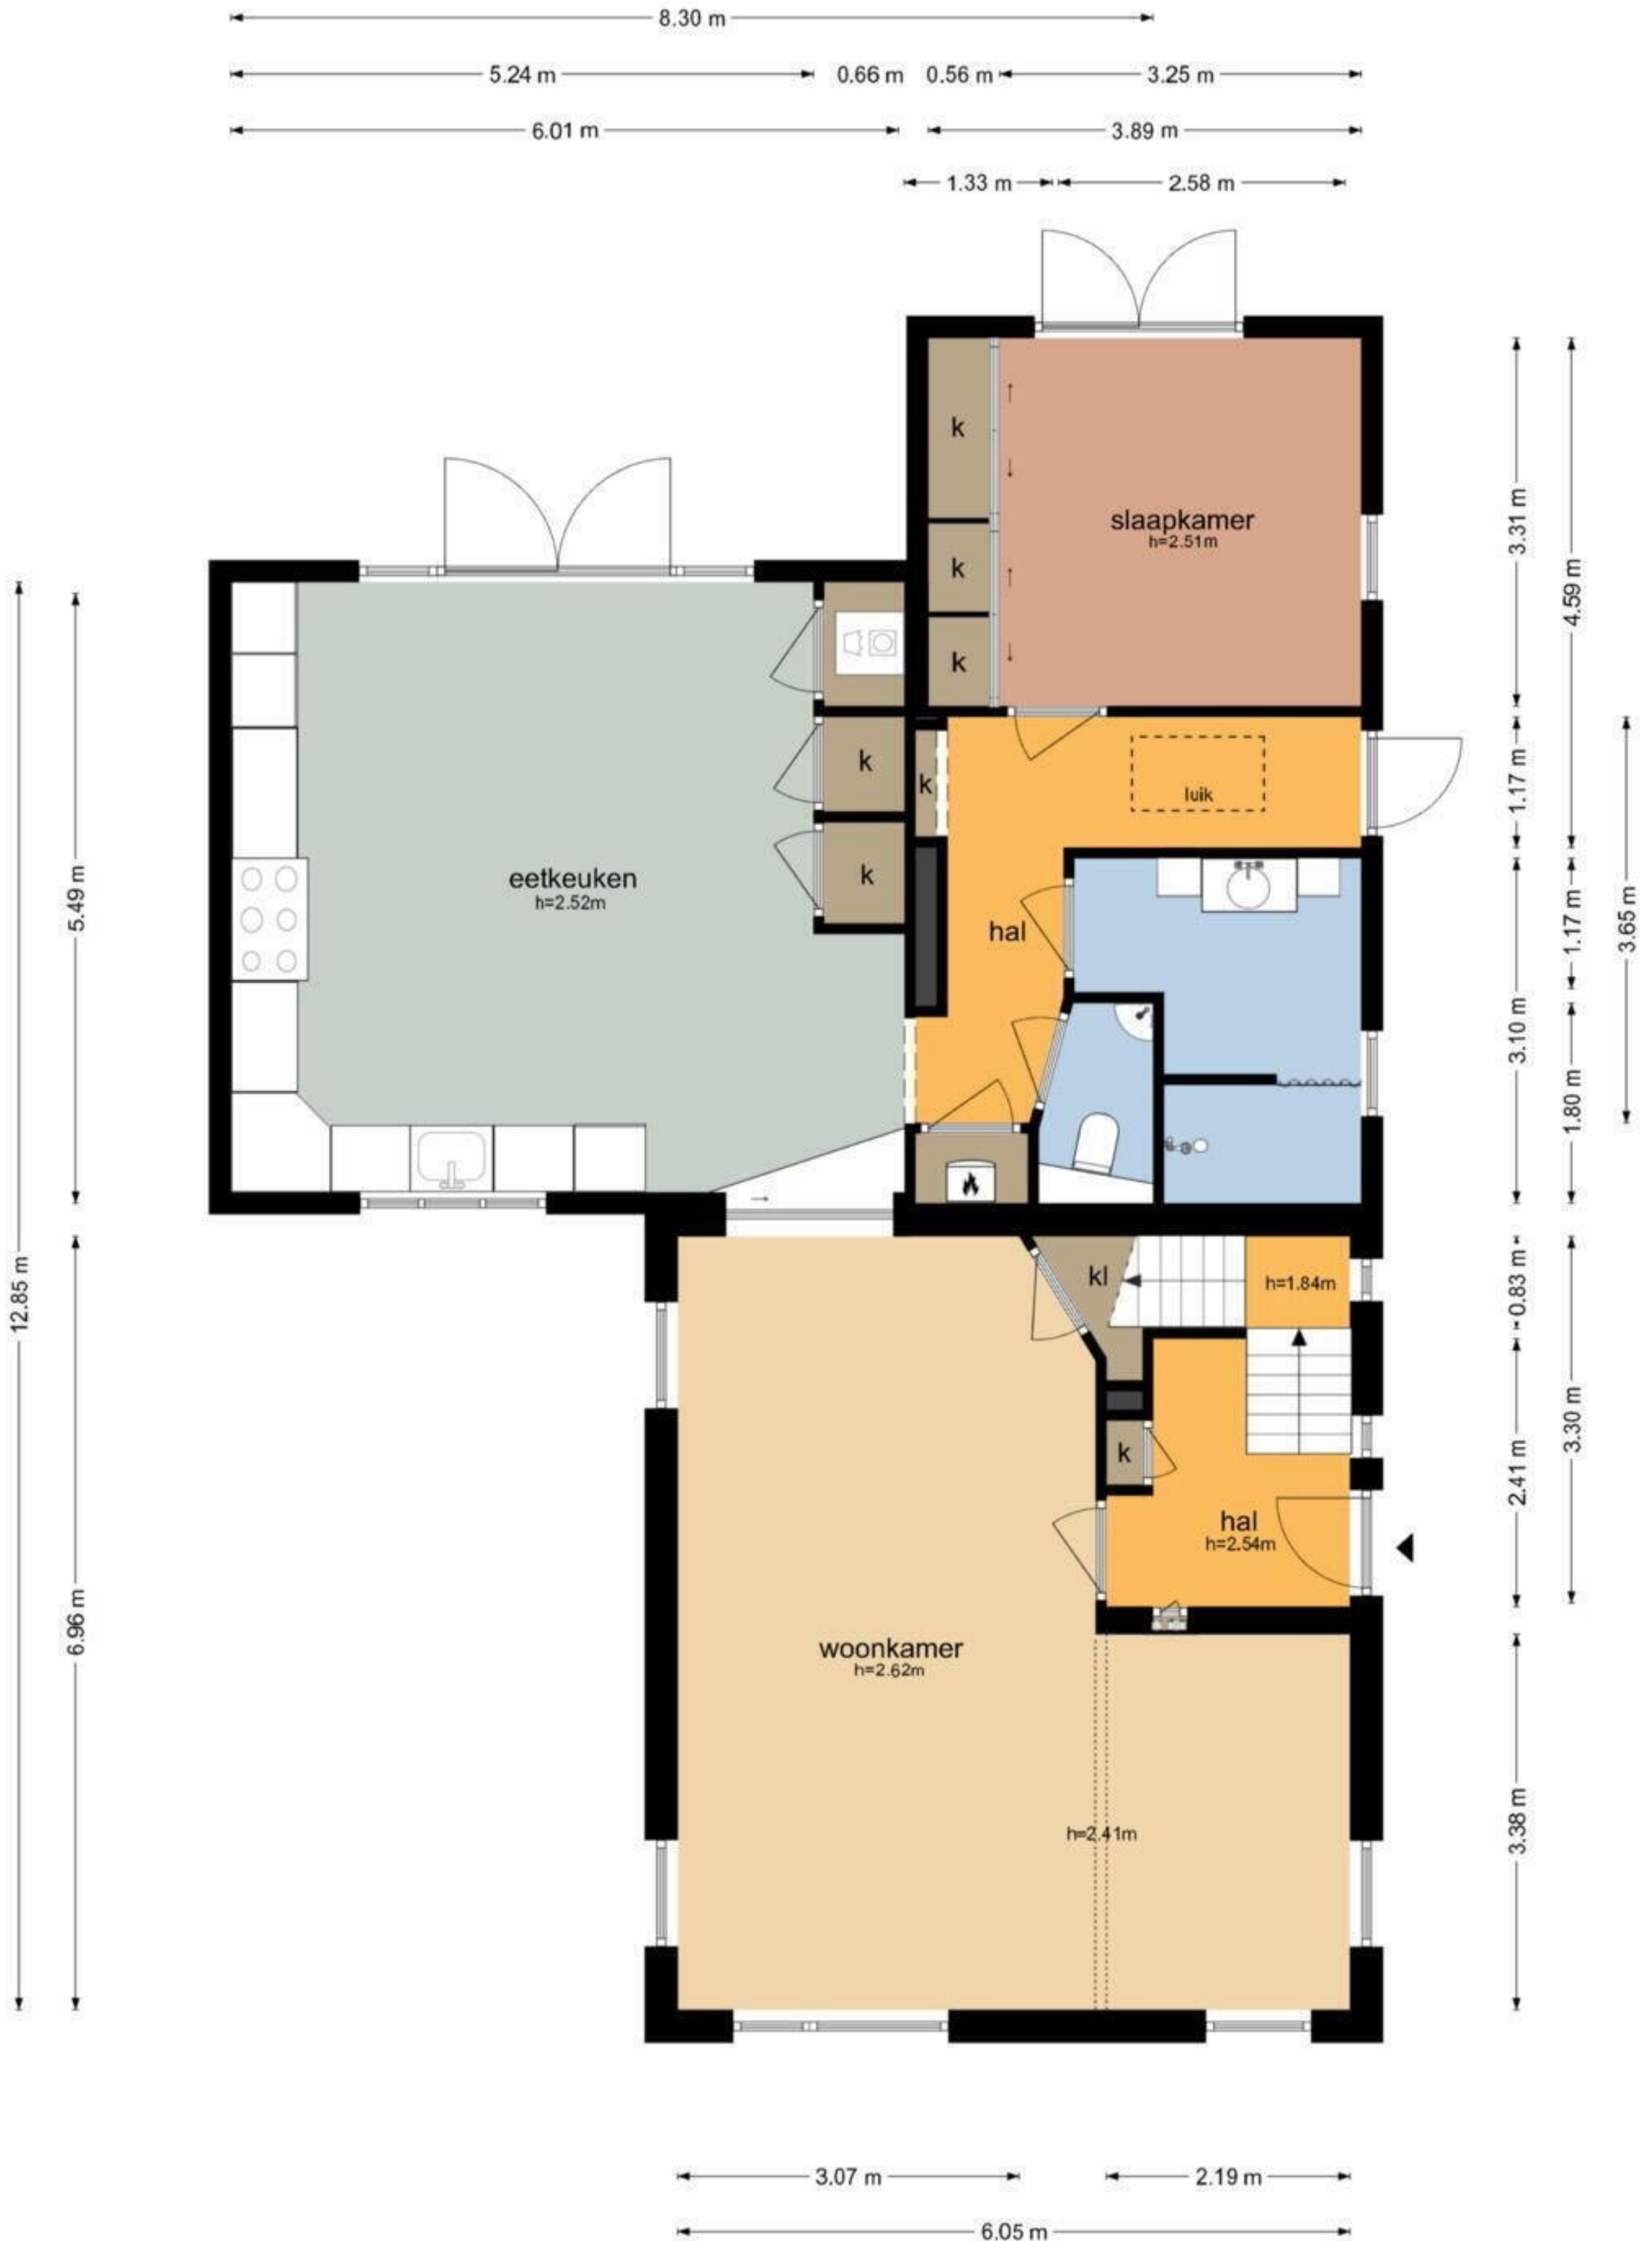 8.30 m
5.24 m
0.66 m
0.56 m
3.25 m
6.01 m
3.89 m
1.33 m
2.58 m
k
slaapkamer
h=2.51m
k
k
3.31 m
4.59 m
k
k
luik
1.17 m
eetkeuken
h=2.52m
k
hal
5.49 m
1.17 m
3.65 m
3.10 m
1.80 m
12.85 m
kl
h=1.84m
0.83 m
3.30 m
k
2.41 m
hal
h=2.54m
6.96 m
woonkamer
h=2.62m
h=2.41m
3.38 m
3.07 m
2.19 m
6.05 m